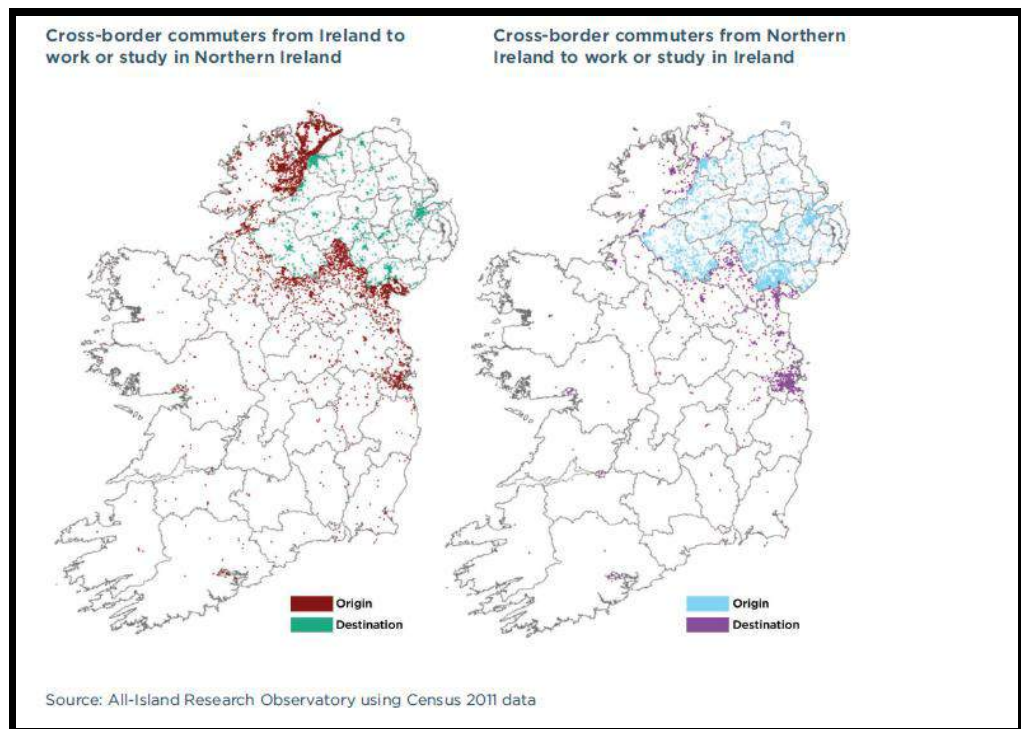 Cross-border commuters from Ireland to
work or study in Northern Ireland
Cross-border commuters from Northern
Ireland to work or study in Ireland
Origin
Destination
Origin
Destination
Source: All-Island Research Observatory using Census 2011 data